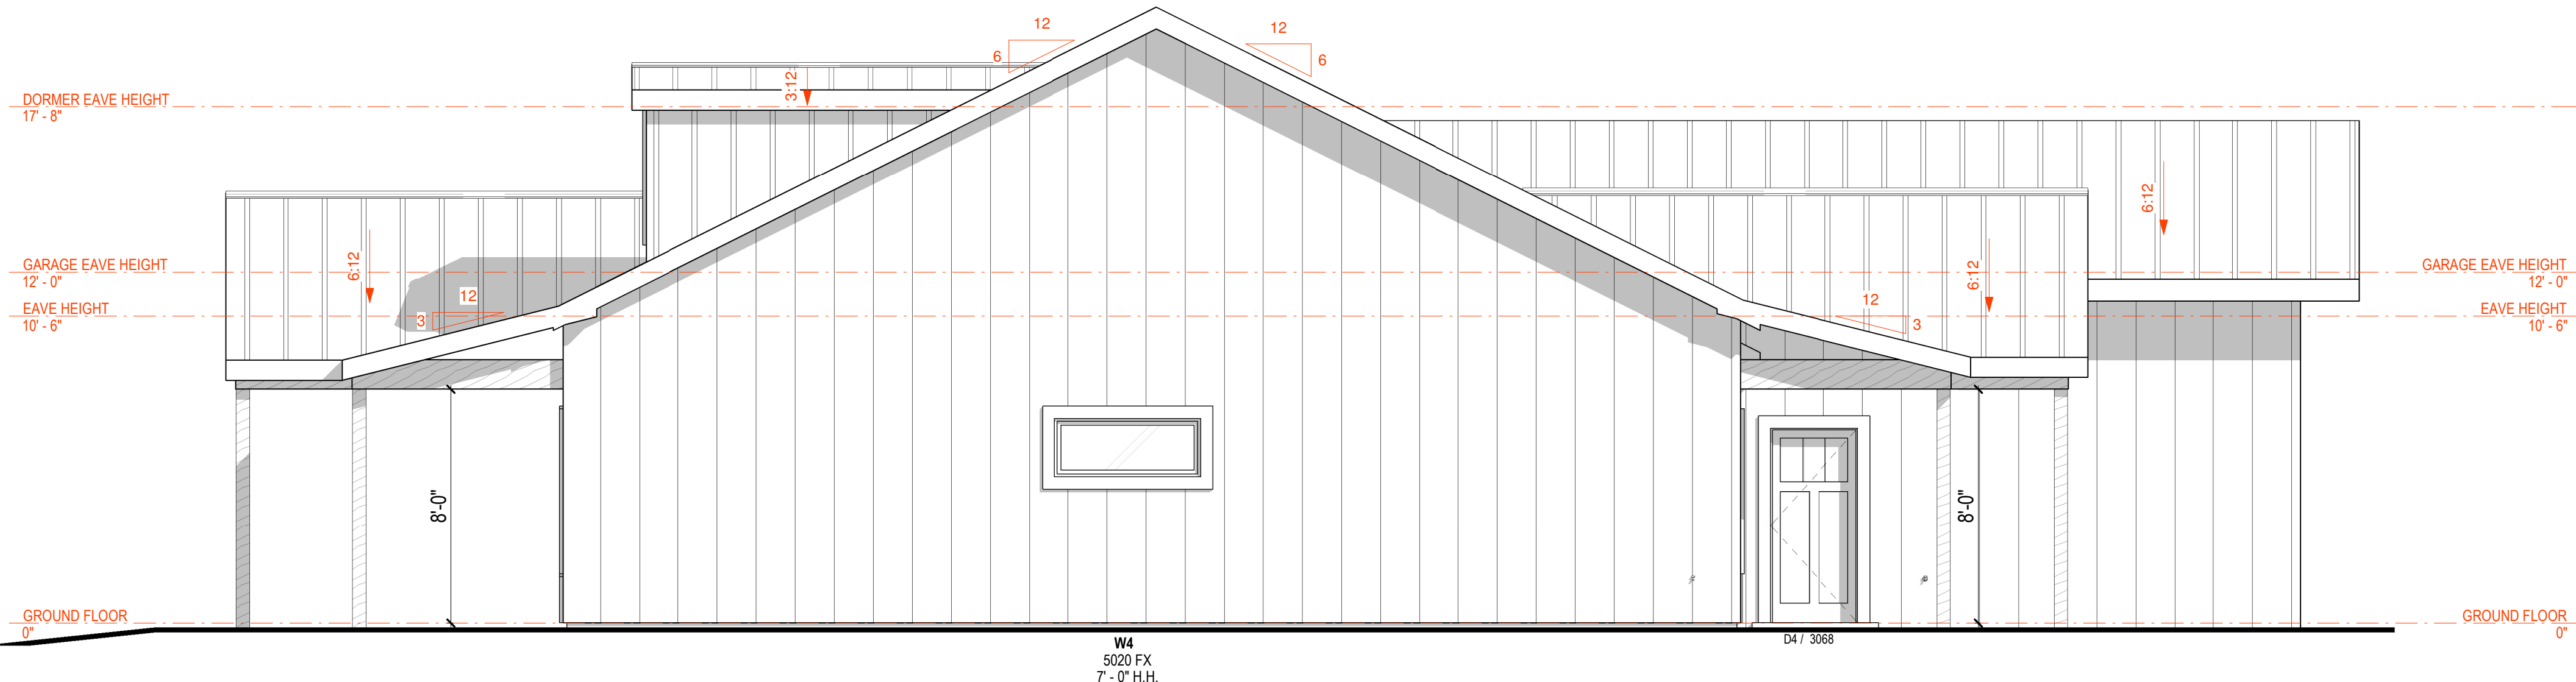 12
12
6
6
DORMER EAVE HEIGHT
17' - 8"
3:12
6:12
6:12
6:12
GARAGE EAVE HEIGHT
12' - 0"
GARAGE EAVE HEIGHT
12' - 0"
12
3
12
3
EAVE HEIGHT
10' - 6"
EAVE HEIGHT
10' - 6"
8'-0"
8'-0"
GROUND FLOOR
0"
GROUND FLOOR
0"
W4
5020 FX
7' - 0" H.H.
D4 / 3068